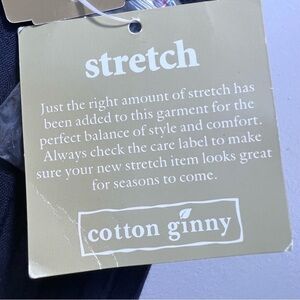 stretch
Just the right amount of stretch has
been added to this garment for the
perfect balance of style and comfort.
Always check the care label to make
sure your new stretch item looks great
for seasons to come.
cotton ginny